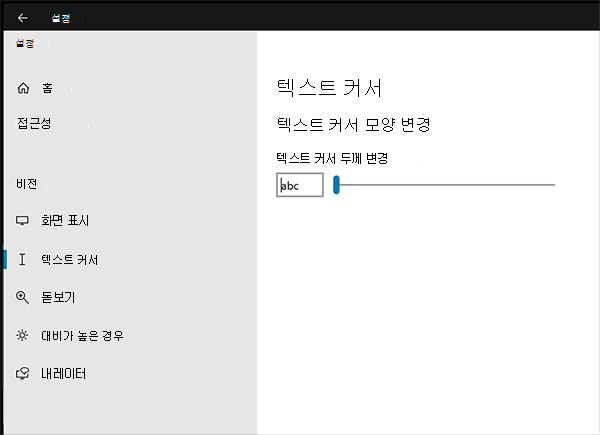 설정
설정
홈
접근성
비전
화면 표시
텍스트 커서
돋보기
대비가 높은 경우
내레이터
텍스트 커서
텍스트 커서 모양 변경
텍스트 커서 두께 변경
abc